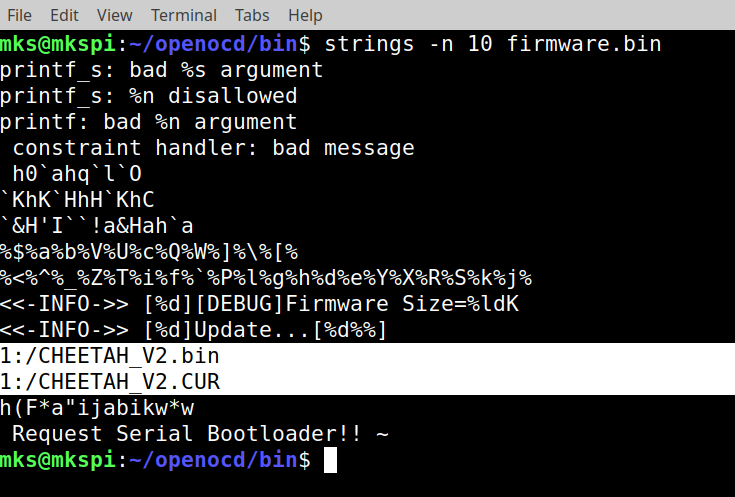 File Edit View Terminal Tabs Help
mks@mkspi:~/openocd/bin$ strings -n 10 firmware.bin
printf_s: bad %s argument
printf_s: %n disallowed
printf: bad %n argument
 constraint handler: bad message
 h0`ahq`l`O
`KhK`HhH`KhC
`&H'I``!a&Hah`a
%$%a%b%V%U%c%Q%W%]%\%[%
%<%^%_%Z%T%i%f%`%P%l%g%h%d%e%Y%X%R%S%k%j%
<<-INFO->> [%d][DEBUG]Firmware Size=%ldK
<<-INFO->> [%d]Update...[%d%%]
1:/CHEETAH_V2.bin
1:/CHEETAH_V2.CUR
h(F*a"ijabikw*w
 Request Serial Bootloader!! ~
mks@mkspi:~/openocd/bin$